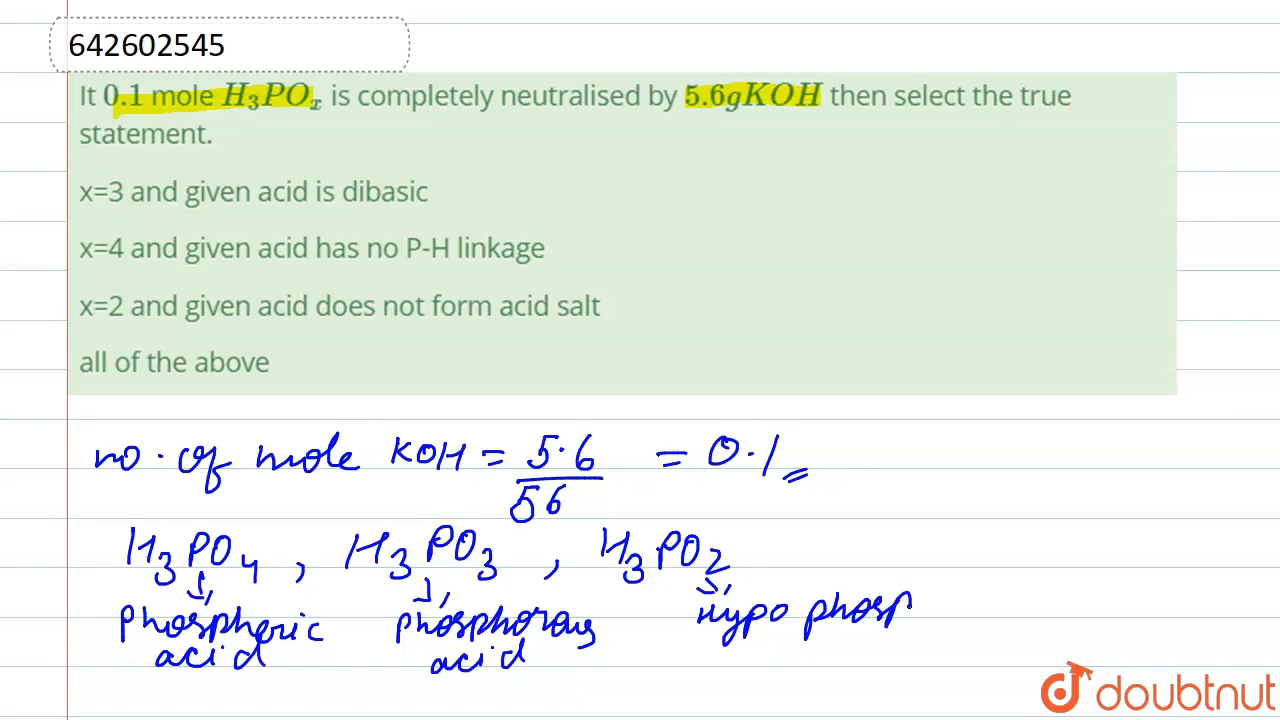 642602545
It 0.1 mole H₃POₓ is completely neutralised by 5.6gKOH then select the true
statement.
x=3 and given acid is dibasic
x=4 and given acid has no P-H linkage
x=2 and given acid does not form acid salt
all of the above
no. of mole KOH = 5.6/56 = 0.1
H₃PO₄ , H₃PO₃ , H₃PO₂
phosphoric phosphorous Hypo phosp
acid acid
doubtnut